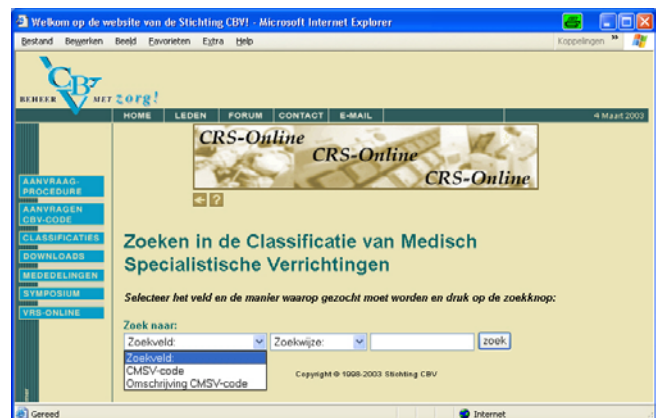 Welkom op de website van de Stichting CBV! - Microsoft Internet Explorer
Bestand Bewerken Beeld Favorieten Extra Help Koppelingen »
CBV
BEHEER MET zorg!
HOME LEDEN FORUM CONTACT E-MAIL 4 Maart 2003
CRS-Online
CRS-Online
CRS-Online
?
AANVRAAG-
PROCEDURE
AANVRAGEN
CBV-CODE
CLASSIFICATIES
DOWNLOADS
MEDEDELINGEN
SYMPOSIUM
VRS-ONLINE
Zoeken in de Classificatie van Medisch
Specialistische Verrichtingen
Selecteer het veld en de manier waarop gezocht moet worden en druk op de zoekknop:
Zoek naar:
Zoekveld: Zoekwijze: zoek
Zoekveld:
CMSV-code
Omschrijving CMSV-code
Copyright © 1998-2003 Stichting CBV
Gereed Internet